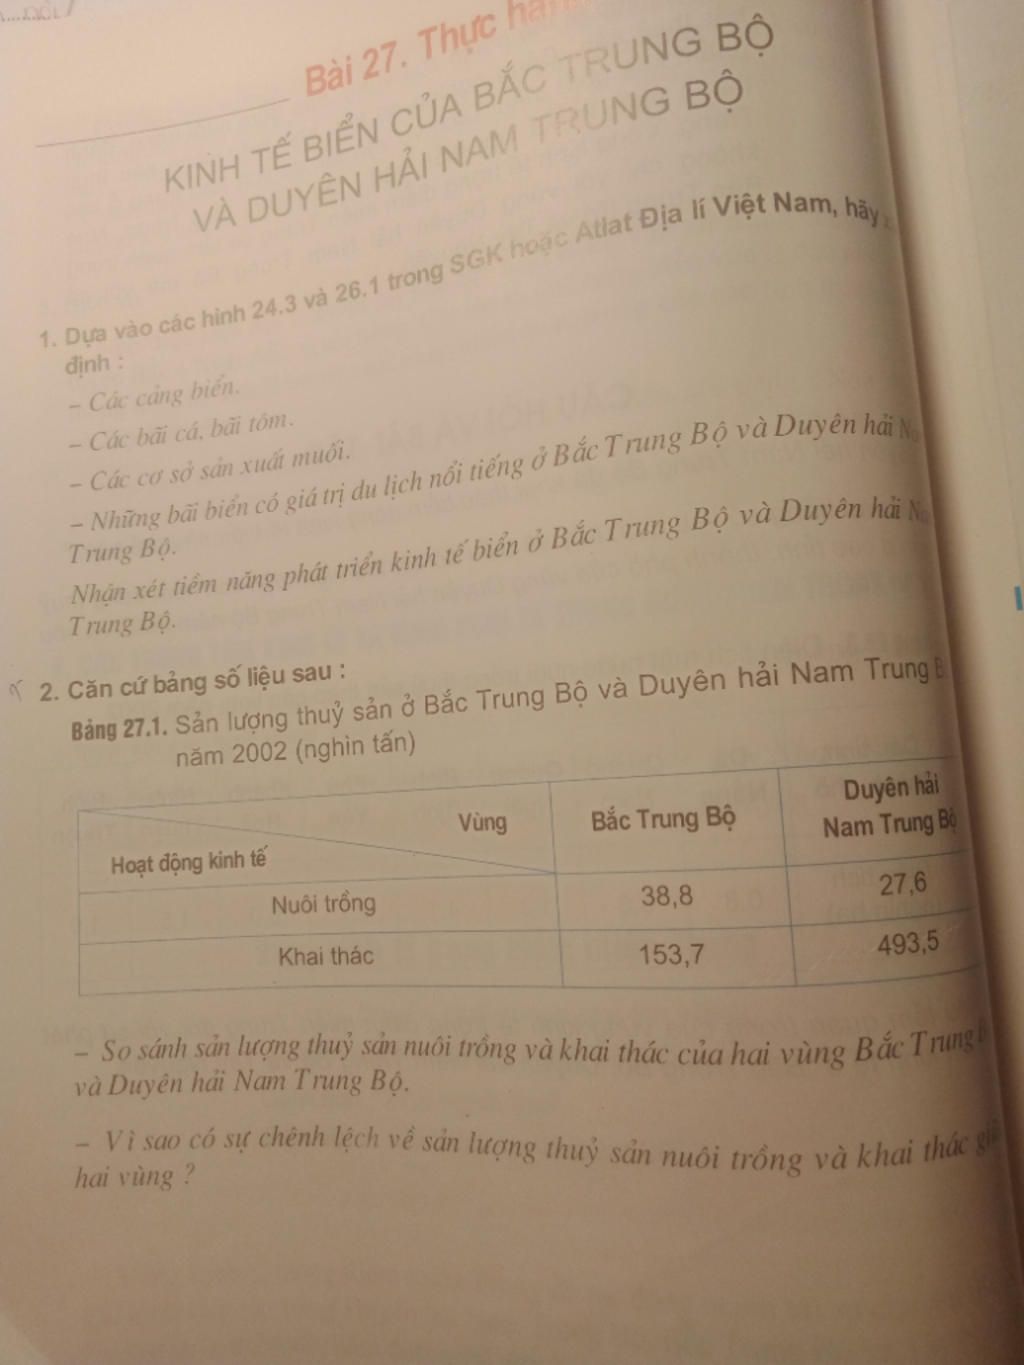 Bài 27. Thực hành
KINH TẾ BIỂN CỦA BẮC TRUNG BỘ
VÀ DUYÊN HẢI NAM TRUNG BỘ
1. Dựa vào các hình 24.3 và 26.1 trong SGK hoặc Atlat Địa lí Việt Nam, hãy
định :
– Các cảng biển.
– Các bãi cá, bãi tôm.
– Các cơ sở sản xuất muối.
– Những bãi biển có giá trị du lịch nổi tiếng ở Bắc Trung Bộ và Duyên hải
Trung Bộ.
Nhận xét tiềm năng phát triển kinh tế biển ở Bắc Trung Bộ và Duyên hải
Trung Bộ.
2. Căn cứ bảng số liệu sau :
Bảng 27.1. Sản lượng thuỷ sản ở Bắc Trung Bộ và Duyên hải Nam Trung
năm 2002 (nghìn tấn)
Vùng
Hoạt động kinh tế
Bắc Trung Bộ
Duyên hải
Nam Trung Bộ
Nuôi trồng 38,8 27,6
Khai thác 153,7 493,5
– So sánh sản lượng thuỷ sản nuôi trồng và khai thác của hai vùng Bắc Trung
và Duyên hải Nam Trung Bộ.
– Vì sao có sự chênh lệch về sản lượng thuỷ sản nuôi trồng và khai thác
hai vùng ?